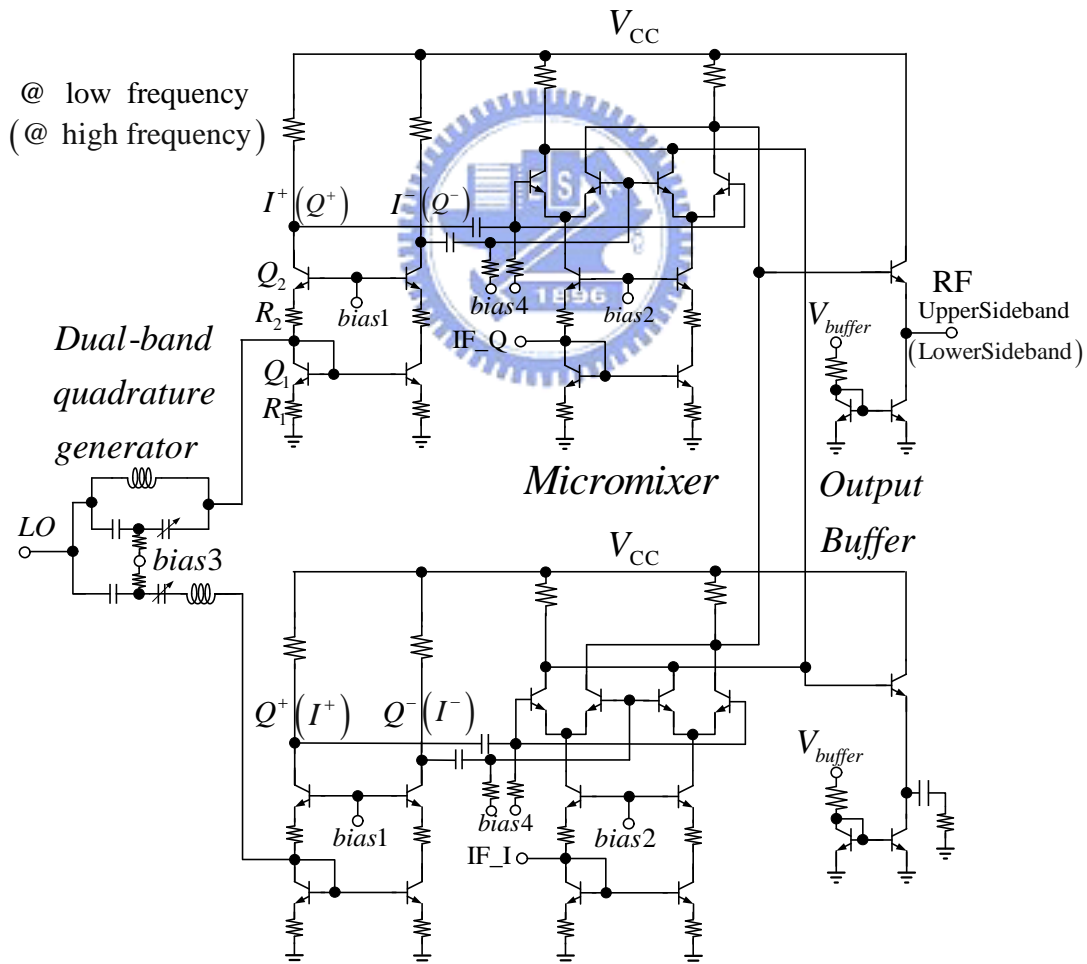 V_CC
@ low frequency
(@ high frequency)
I⁺(Q⁺) I⁻(Q⁻)
S
Q₂
bias1
bias4
1896
bias2
RF
UpperSideband
(LowerSideband)
R₂
IF_Q
V_buffer
Dual-band
quadrature
generator
Q₁
R₁
Micromixer
Output
Buffer
LO
bias3
V_CC
Q⁺(I⁺) Q⁻(I⁻)
V_buffer
bias1
bias4
bias2
IF_I